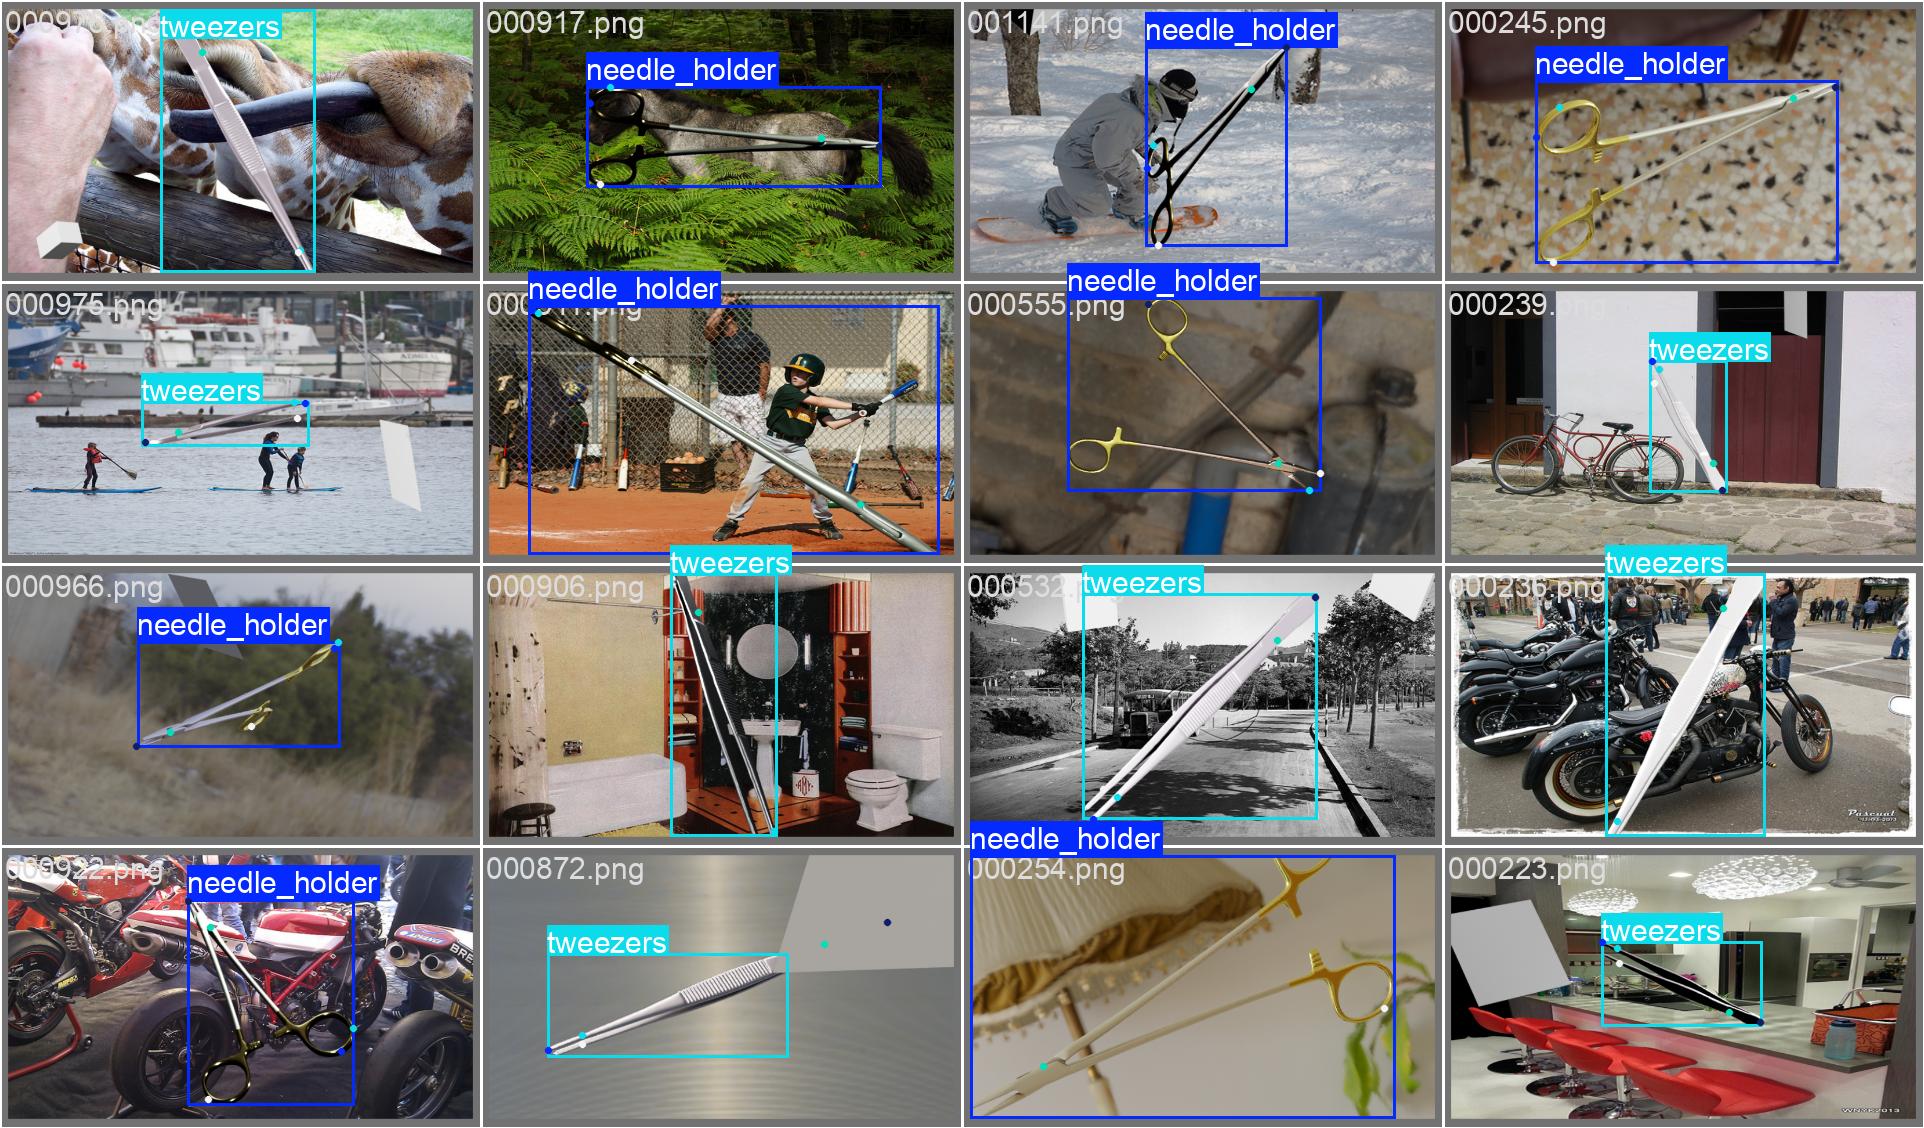 tweezers
000917.png
needle_holder
001141.png
needle_holder
000245.png
needle_holder
000975.png
tweezers
needle_holder
000555.png
needle_holder
000239.png
tweezers
000966.png
needle_holder
000906.png
tweezers
000532.png
tweezers
000236.png
tweezers
Pascual
000922.png
needle_holder
000872.png
tweezers
000254.png
needle_holder
000223.png
tweezers